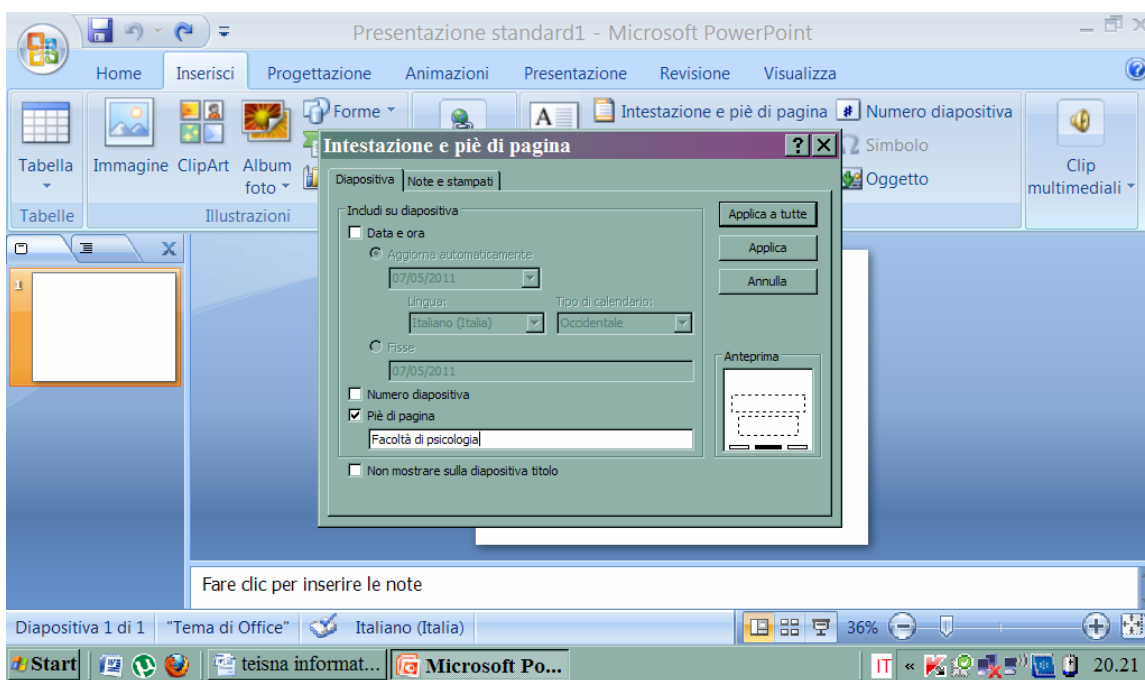 Presentazione standard1 - Microsoft PowerPoint
Home Inserisci Progettazione Animazioni Presentazione Revisione Visualizza
Tabella
Tabelle
Immagine ClipArt Album foto
Forme
Illustrazioni
A
Intestazione e piè di pagina
# Numero diapositiva
Simbolo
Oggetto
Clip multimediali
Intestazione e piè di pagina ? X
Diapositiva Note e stampati
Includi su diapositiva
Data e ora
Aggiorna automaticamente
07/05/2011
Lingua: Tipo di calendario:
Italiano (Italia) Occidentale
Fisse
07/05/2011
Numero diapositiva
Piè di pagina
Facoltà di psicologia
Non mostrare sulla diapositiva titolo
Applica a tutte
Applica
Annulla
Anteprima
1
Fare clic per inserire le note
Diapositiva 1 di 1 "Tema di Office" Italiano (Italia) 36%
Start teisna informat... Microsoft Po... IT « 20.21